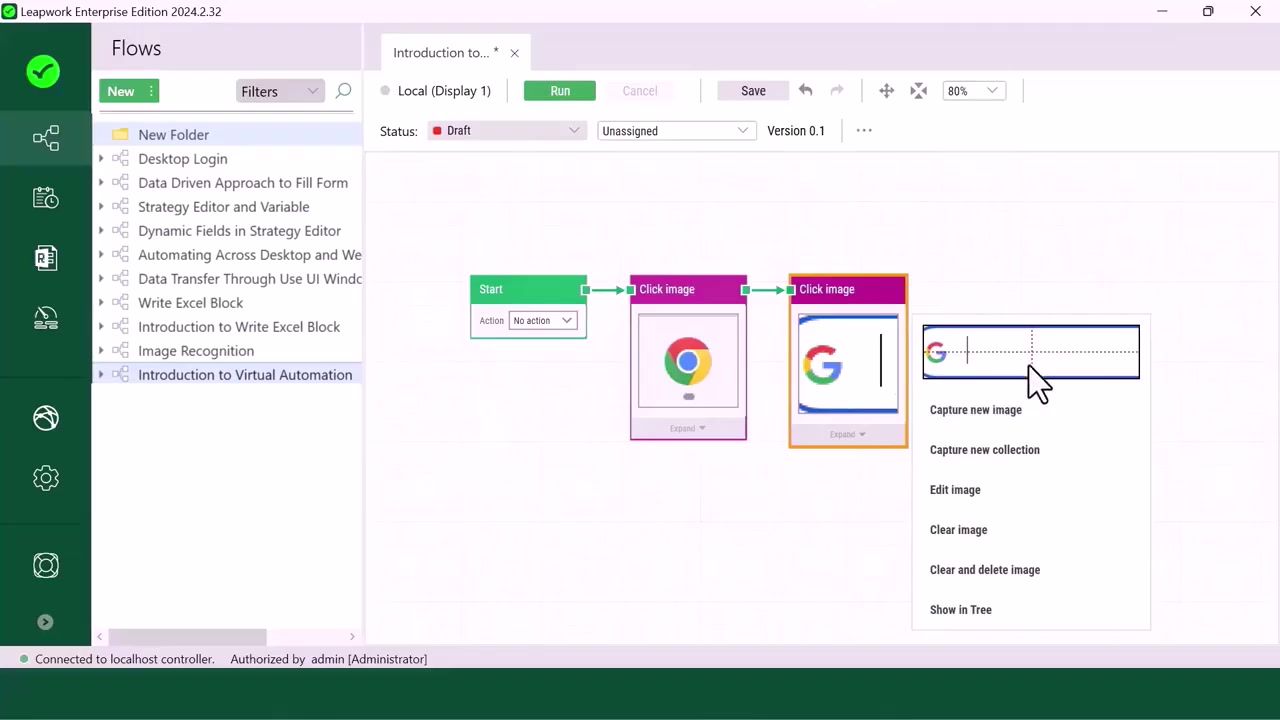 Leapwork Enterprise Edition 2024.2.32
Flows
New
Filters
New Folder
Desktop Login
Data Driven Approach to Fill Form
Strategy Editor and Variable
Dynamic Fields in Strategy Editor
Automating Across Desktop and We
Data Transfer Through Use UI Windo
Write Excel Block
Introduction to Write Excel Block
Image Recognition
Introduction to Virtual Automation
Introduction to... *
Local (Display 1)
Run
Cancel
Save
80%
Status:
Draft
Unassigned
Version 0.1
Start
Action
No action
Click image
Expand
Click image
Expand
Capture new image
Capture new collection
Edit image
Clear image
Clear and delete image
Show in Tree
Connected to localhost controller.
Authorized by admin [Administrator]